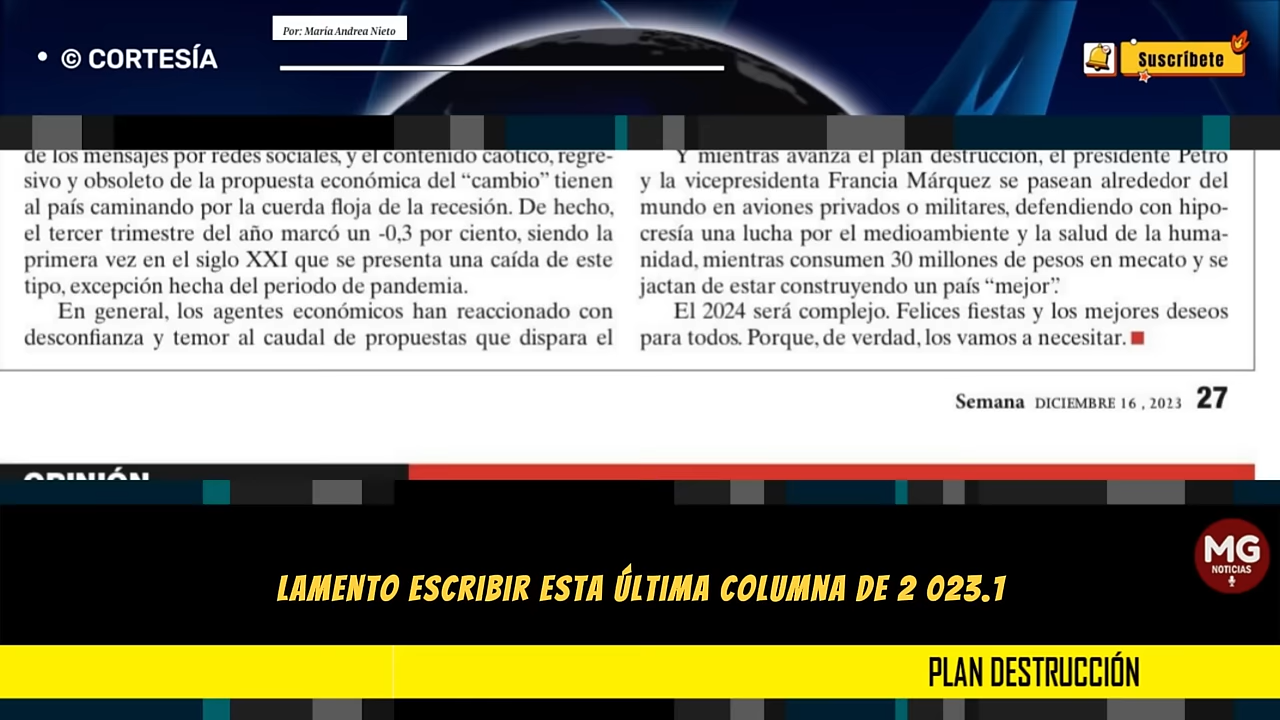 Por: María Andrea Nieto
• © CORTESÍA
Suscríbete
de los mensajes por redes sociales, y el contenido caótico, regre-
sivo y obsoleto de la propuesta económica del “cambio” tienen
al país caminando por la cuerda floja de la recesión. De hecho,
el tercer trimestre del año marcó un -0,3 por ciento, siendo la
primera vez en el siglo XXI que se presenta una caída de este
tipo, excepción hecha del periodo de pandemia.
En general, los agentes económicos han reaccionado con
desconfianza y temor al caudal de propuestas que dispara el
Y mientras avanza el plan destrucción, el presidente Petro
y la vicepresidenta Francia Márquez se pasean alrededor del
mundo en aviones privados o militares, defendiendo con hipo-
cresía una lucha por el medioambiente y la salud de la huma-
nidad, mientras consumen 30 millones de pesos en mecato y se
jactan de estar construyendo un país “mejor”.
El 2024 será complejo. Felices fiestas y los mejores deseos
para todos. Porque, de verdad, los vamos a necesitar.
Semana DICIEMBRE 16 , 2023 27
OPINIÓN
MG
NOTICIAS
LAMENTO ESCRIBIR ESTA ÚLTIMA COLUMNA DE 2 023.1
PLAN DESTRUCCIÓN